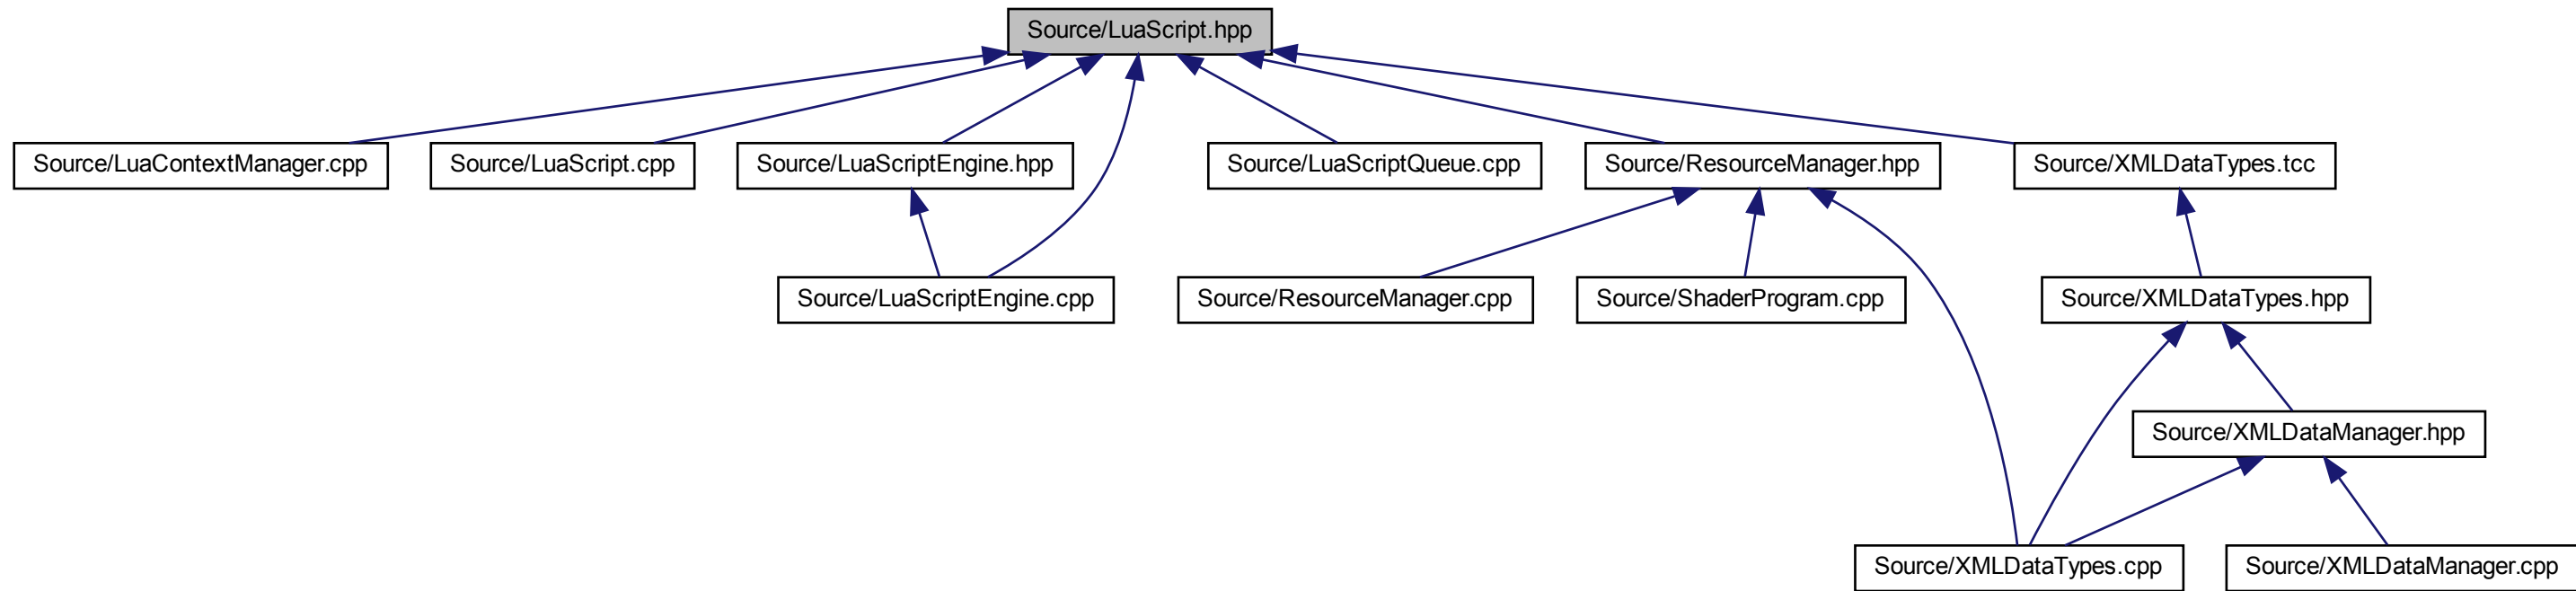 Source/LuaScript.hpp
Source/LuaContextManager.cpp
Source/LuaScript.cpp
Source/LuaScriptEngine.hpp
Source/LuaScriptQueue.cpp
Source/ResourceManager.hpp
Source/XMLDataTypes.tcc
Source/LuaScriptEngine.cpp
Source/ResourceManager.cpp
Source/ShaderProgram.cpp
Source/XMLDataTypes.hpp
Source/XMLDataManager.hpp
Source/XMLDataTypes.cpp
Source/XMLDataManager.cpp